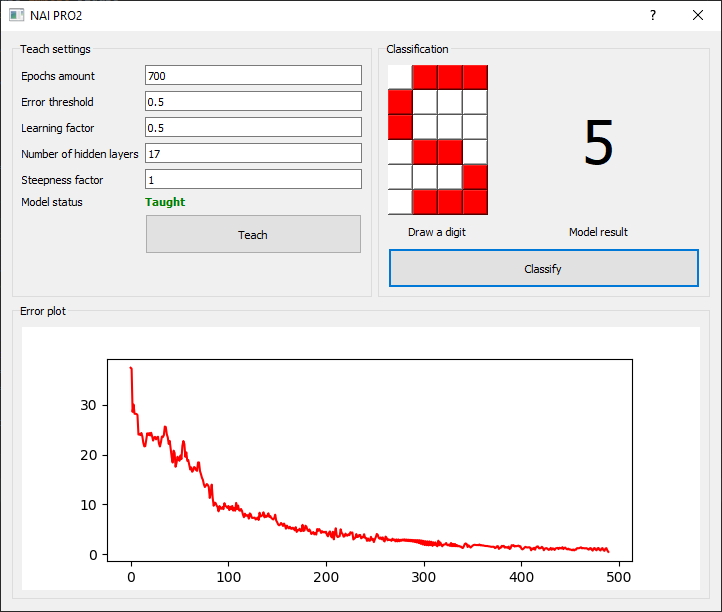 NAI PRO2
?
Teach settings
Epochs amount 700
Error threshold 0.5
Learning factor 0.5
Number of hidden layers 17
Steepness factor 1
Model status Taught
Teach
Classification
5
Draw a digit Model result
Classify
Error plot
30
20
10
0
0 100 200 300 400 500